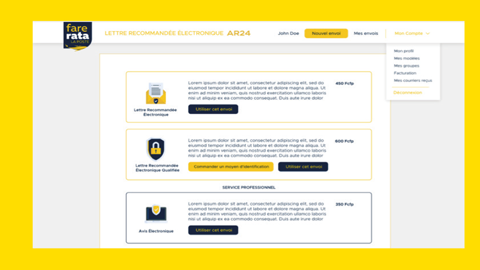 fare
rata
LA POSTE
LETTRE RECOMMANDÉE ÉLECTRONIQUE AR24
John Doe
Nouvel envoi
Mes envois
Mon Compte
Mon profil
Mes modèles
Mes groupes
Facturation
Mes courriers reçus
Déconnexion
Lettre Recommandée
Électronique
Lorem ipsum dolor sit amet, consectetur adipiscing elit, sed do
eiusmod tempor incididunt ut labore et dolore magna aliqua. Ut
enim ad minim veniam, quis nostrud exercitation ullamco laboris
nisi ut aliquip ex ea commodo consequat. Duis aute irure dolor
450 Fcfp
Utiliser cet envoi
Lettre Recommandée
Électronique Qualifiée
Lorem ipsum dolor sit amet, consectetur adipiscing elit, sed do
eiusmod tempor incididunt ut labore et dolore magna aliqua. Ut
enim ad minim veniam, quis nostrud exercitation ullamco laboris
nisi ut aliquip ex ea commodo consequat. Duis aute irure dolor
600 Fcfp
Commander un moyen d'identification
Utiliser cet envoi
SERVICE PROFESSIONNEL
Avis Électronique
Lorem ipsum dolor sit amet, consectetur adipiscing elit, sed do
eiusmod tempor incididunt ut labore et dolore magna aliqua. Ut
enim ad minim veniam, quis nostrud exercitation ullamco laboris
nisi ut aliquip ex ea commodo consequat. Duis aute irure dolor
350 Fcfp
Utiliser cet envoi